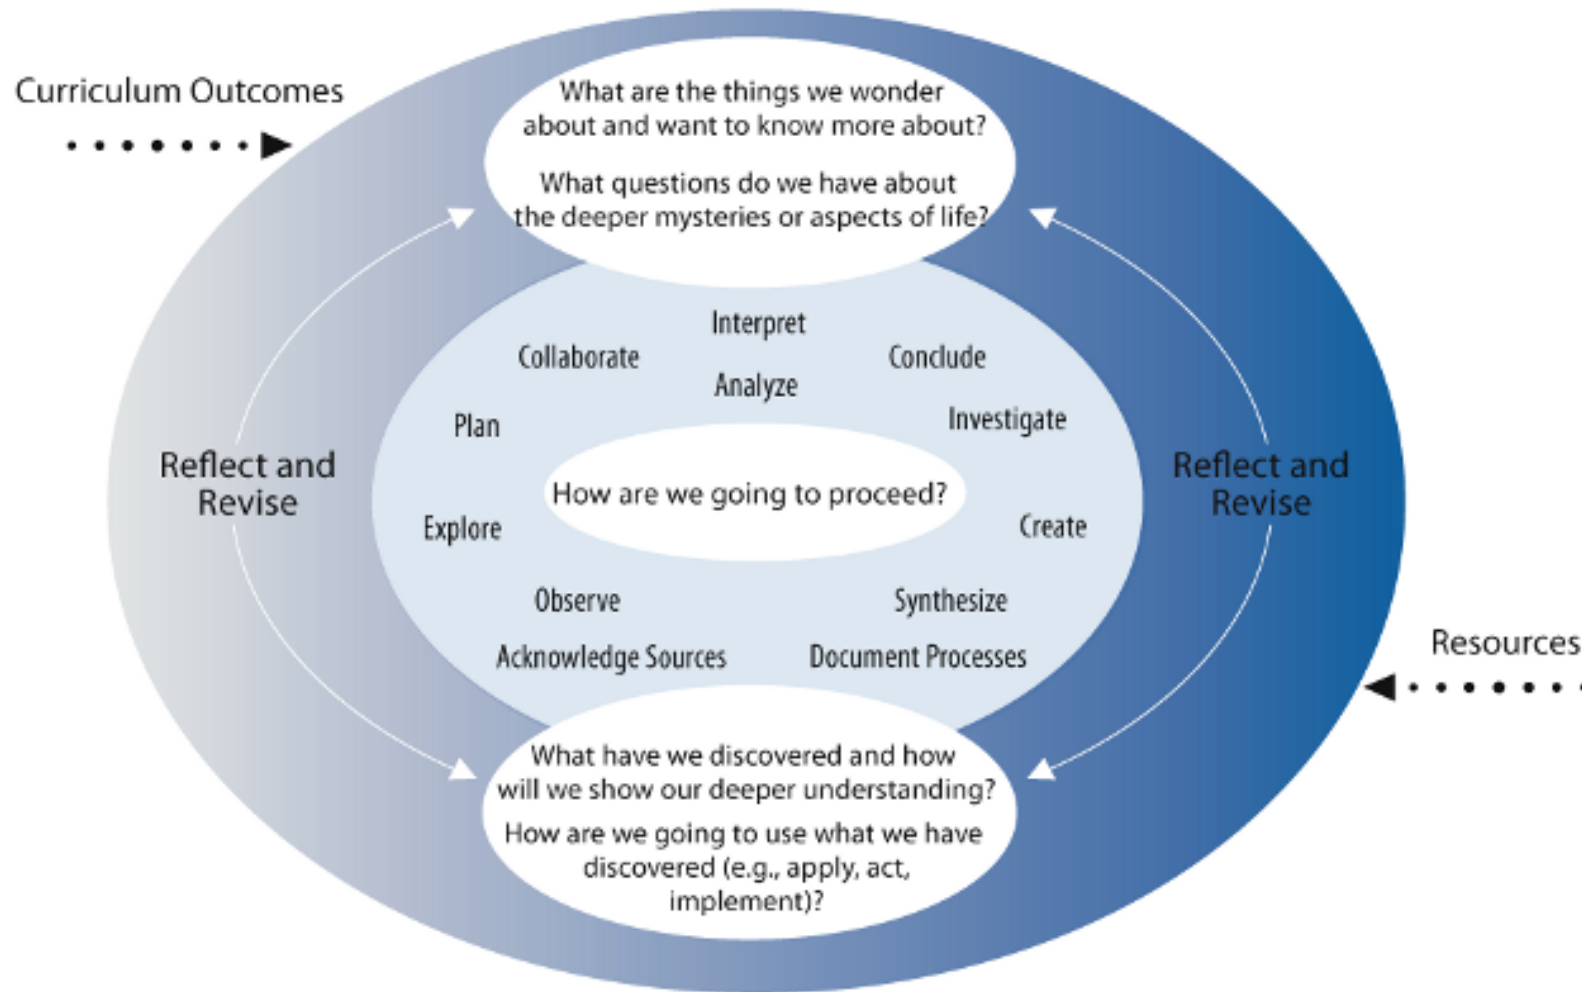 Curriculum Outcomes
What are the things we wonder
about and want to know more about?
What questions do we have about
the deeper mysteries or aspects of life?
Interpret
Collaborate
Conclude
Analyze
Plan
Investigate
Reflect and
Revise
How are we going to proceed?
Reflect and
Revise
Explore
Create
Observe
Synthesize
Acknowledge Sources
Document Processes
Resources
What have we discovered and how
will we show our deeper understanding?
How are we going to use what we have
discovered (e.g., apply, act,
implement)?